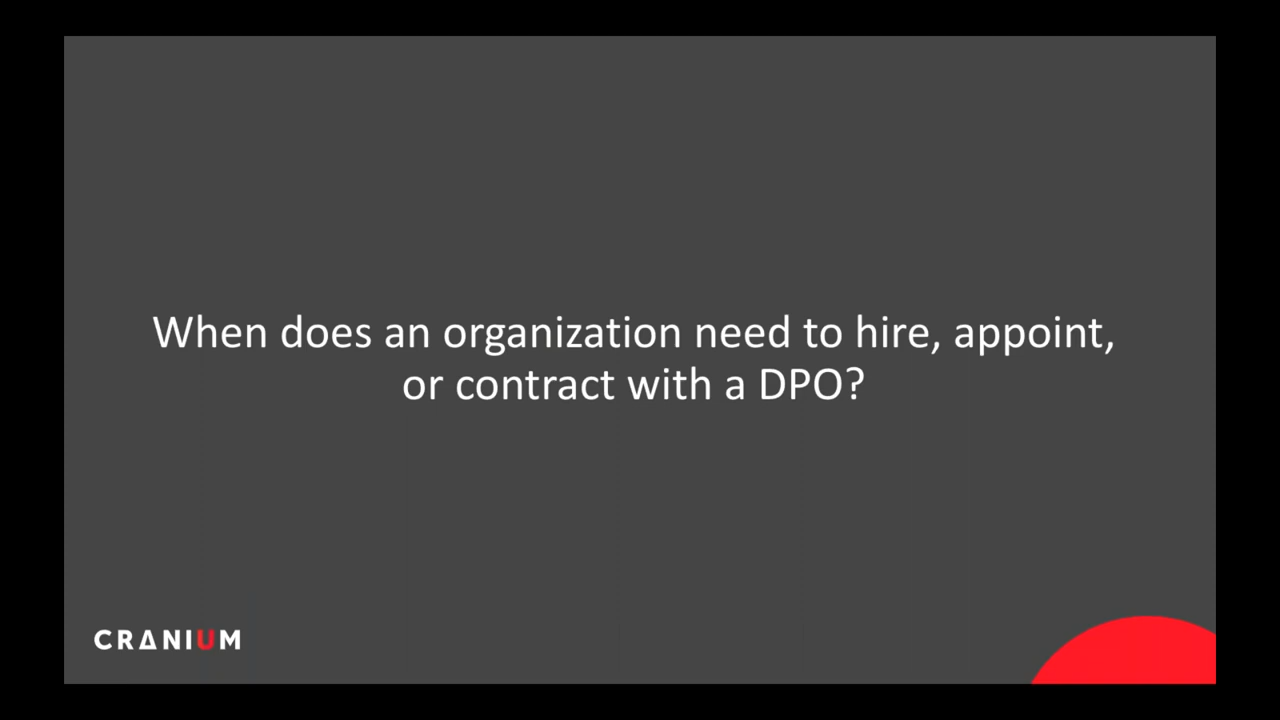 When does an organization need to hire, appoint,
or contract with a DPO?
CRANIUM